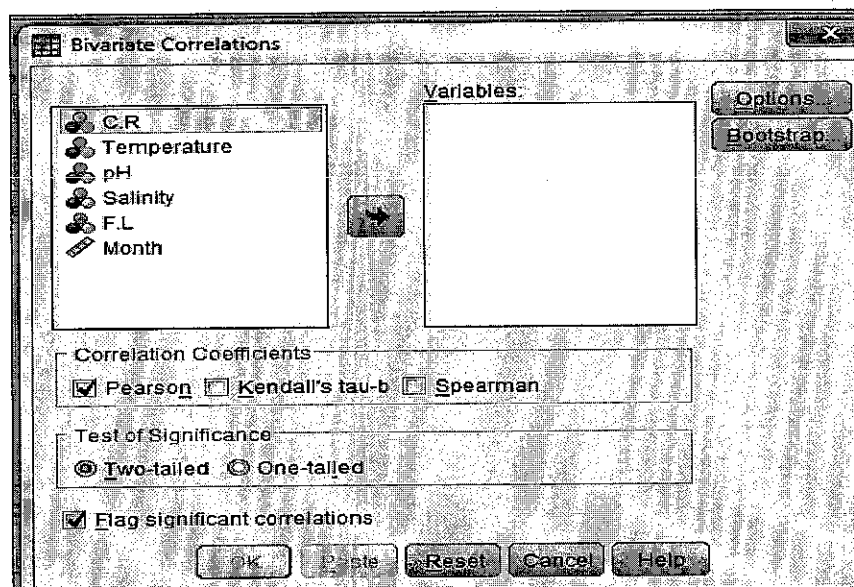 Bivariate Correlations
Variables:
C.R
Temperature
pH
Salinity
F.L
Month
Options...
Bootstrap...
Correlation Coefficients
Pearson Kendall's tau-b Spearman
Test of Significance
Two-tailed One-tailed
Flag significant correlations
OK Paste Reset Cancel Help